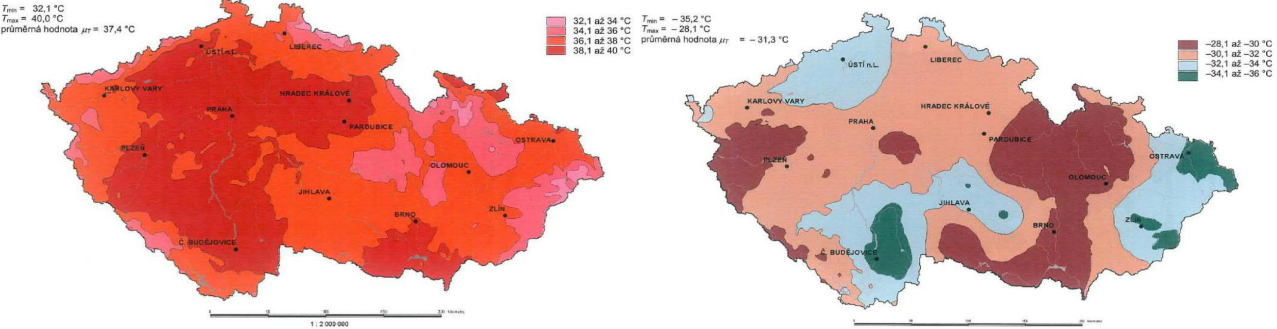 Tmin = 32,1 °C
Tmax = 40,0 °C
průměrná hodnota μT = 37,4 °C
32,1 až 34 °C
34,1 až 36 °C
36,1 až 38 °C
38,1 až 40 °C
ÚSTÍ n.L.
LIBEREC
KARLOVY VARY
PRAHA
HRADEC KRÁLOVÉ
PARDUBICE
PLZEŇ
OSTRAVA
OLOMOUC
JIHLAVA
BRNO
ZLÍN
Č. BUDĚJOVICE
1 : 2 000 000
Tmin = – 35,2 °C
Tmax = – 28,1 °C
průměrná hodnota μT = – 31,3 °C
–28,1 až –30 °C
–30,1 až –32 °C
–32,1 až –34 °C
–34,1 až –36 °C
ÚSTÍ n.L.
LIBEREC
KARLOVY VARY
HRADEC KRÁLOVÉ
PRAHA
PARDUBICE
PLZEŇ
OSTRAVA
OLOMOUC
JIHLAVA
ZLÍN
BRNO
Č. BUDĚJOVICE